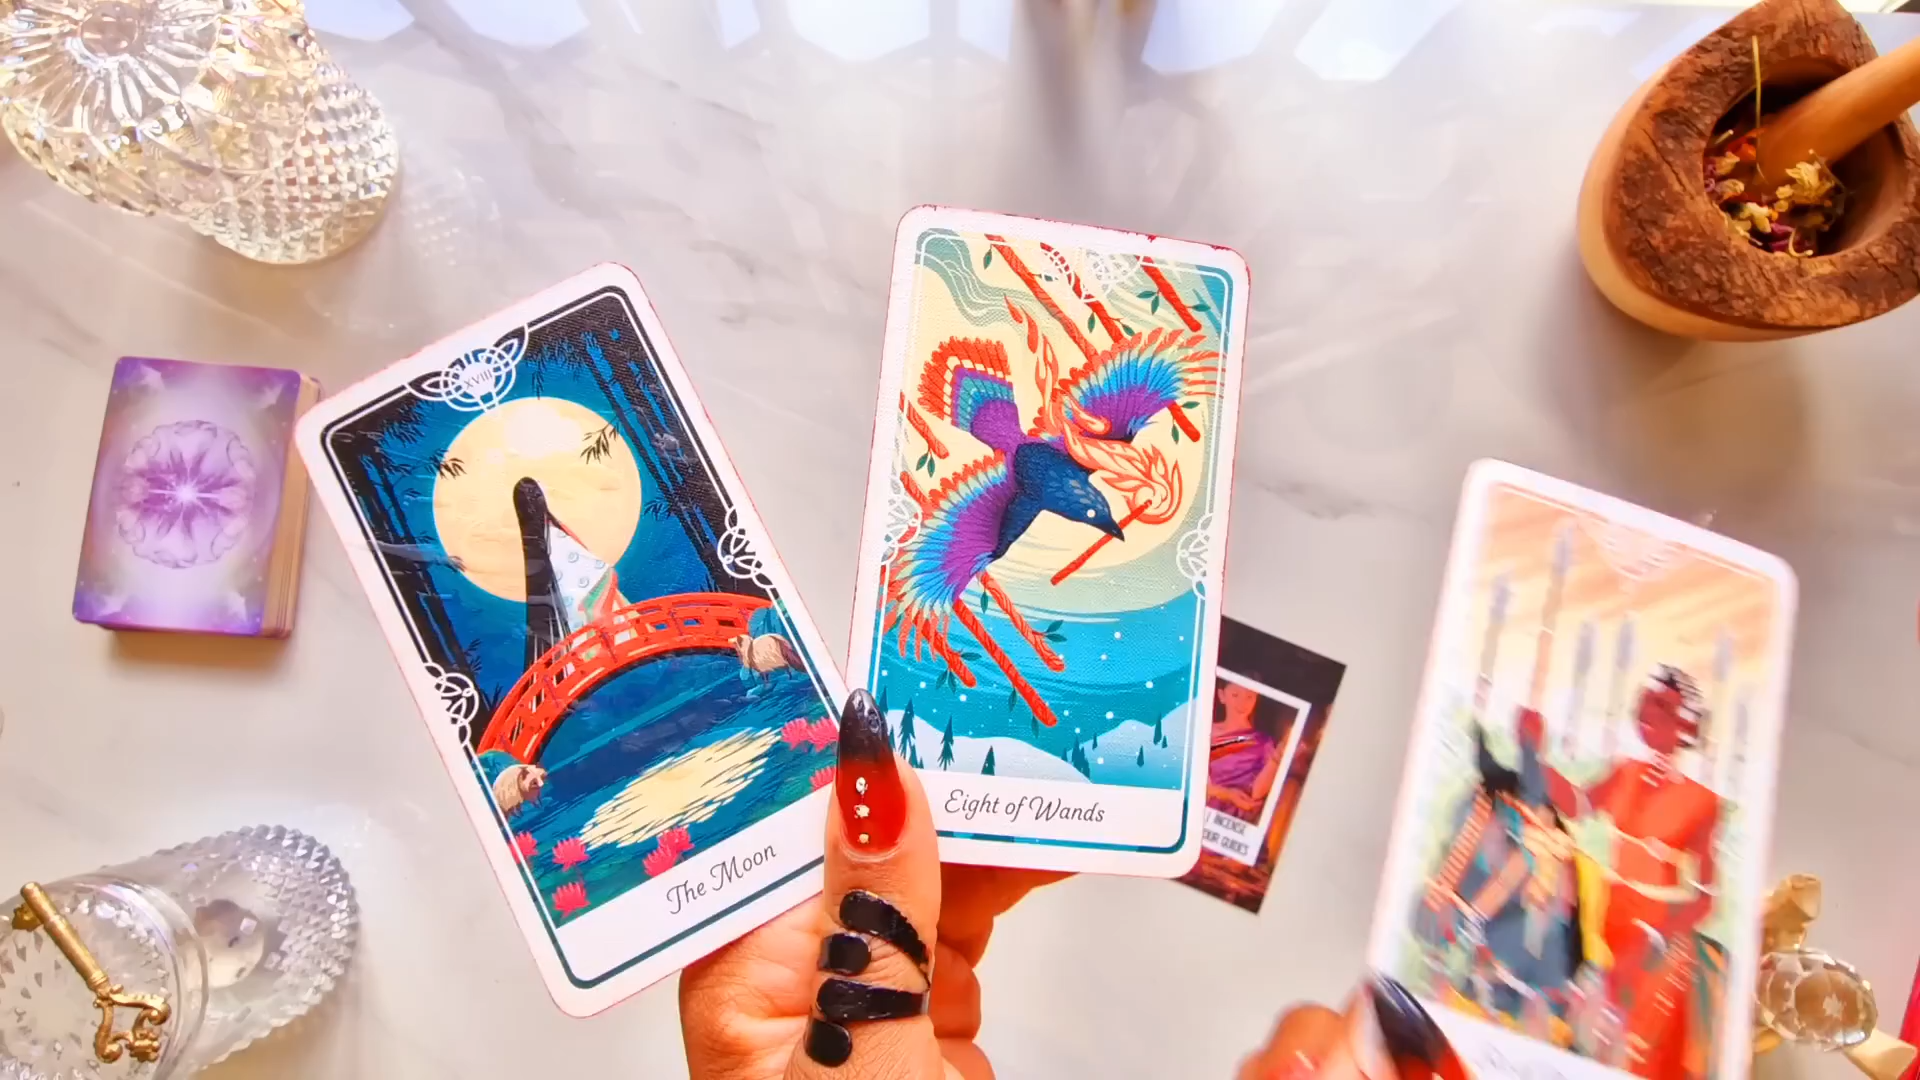 XVIII
The Moon
Eight of Wands
/ INCENSE
OUR GUIDES